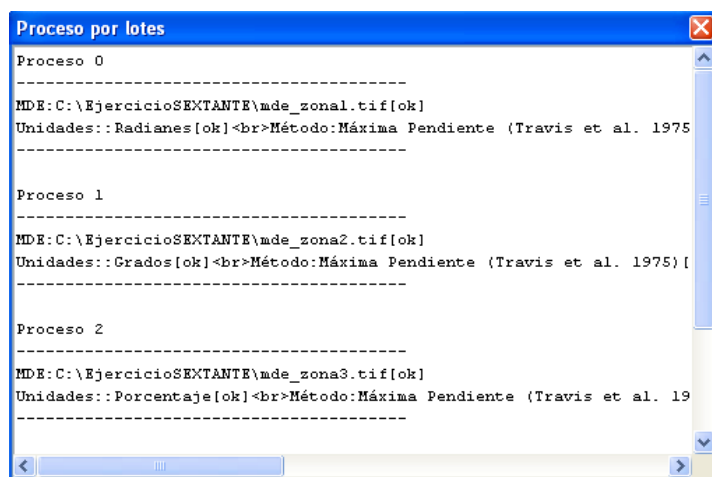 Proceso por lotes
Proceso 0
----------------------------------------
MDE:C:\EjercicioSEXTANTE\mde_zona1.tif[ok]
Unidades::Radianes[ok]<br>Método:Máxima Pendiente (Travis et al. 1975
----------------------------------------
Proceso 1
----------------------------------------
MDE:C:\EjercicioSEXTANTE\mde_zona2.tif[ok]
Unidades::Grados[ok]<br>Método:Máxima Pendiente (Travis et al. 1975)[
----------------------------------------
Proceso 2
----------------------------------------
MDE:C:\EjercicioSEXTANTE\mde_zona3.tif[ok]
Unidades::Porcentaje[ok]<br>Método:Máxima Pendiente (Travis et al. 19
----------------------------------------